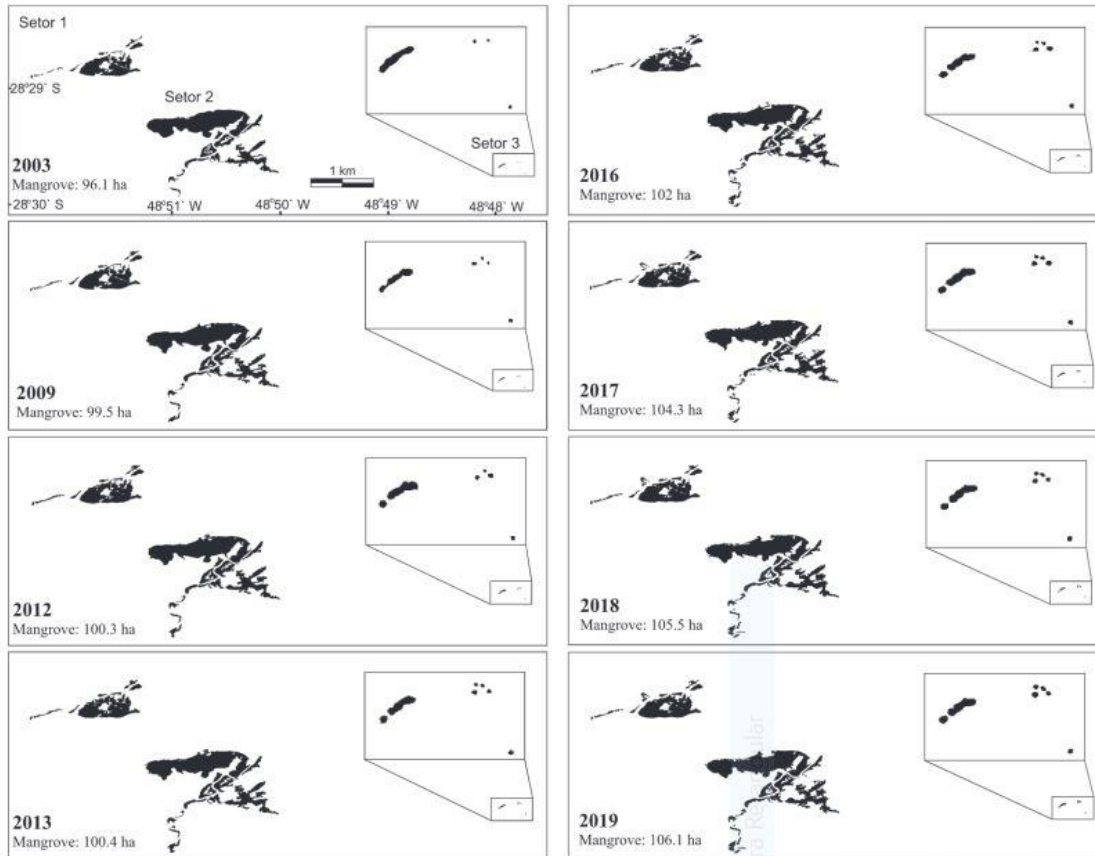 Setor 1
28°29` S
Setor 2
Setor 3
2003
1 km
Mangrove: 96.1 ha
28°30` S
48°51` W
48°50` W
48°49` W
48°48` W
2009
Mangrove: 99.5 ha
2012
Mangrove: 100.3 ha
2013
Mangrove: 100.4 ha
2016
Mangrove: 102 ha
2017
Mangrove: 104.3 ha
2018
Mangrove: 105.5 ha
2019
Mangrove: 106.1 ha